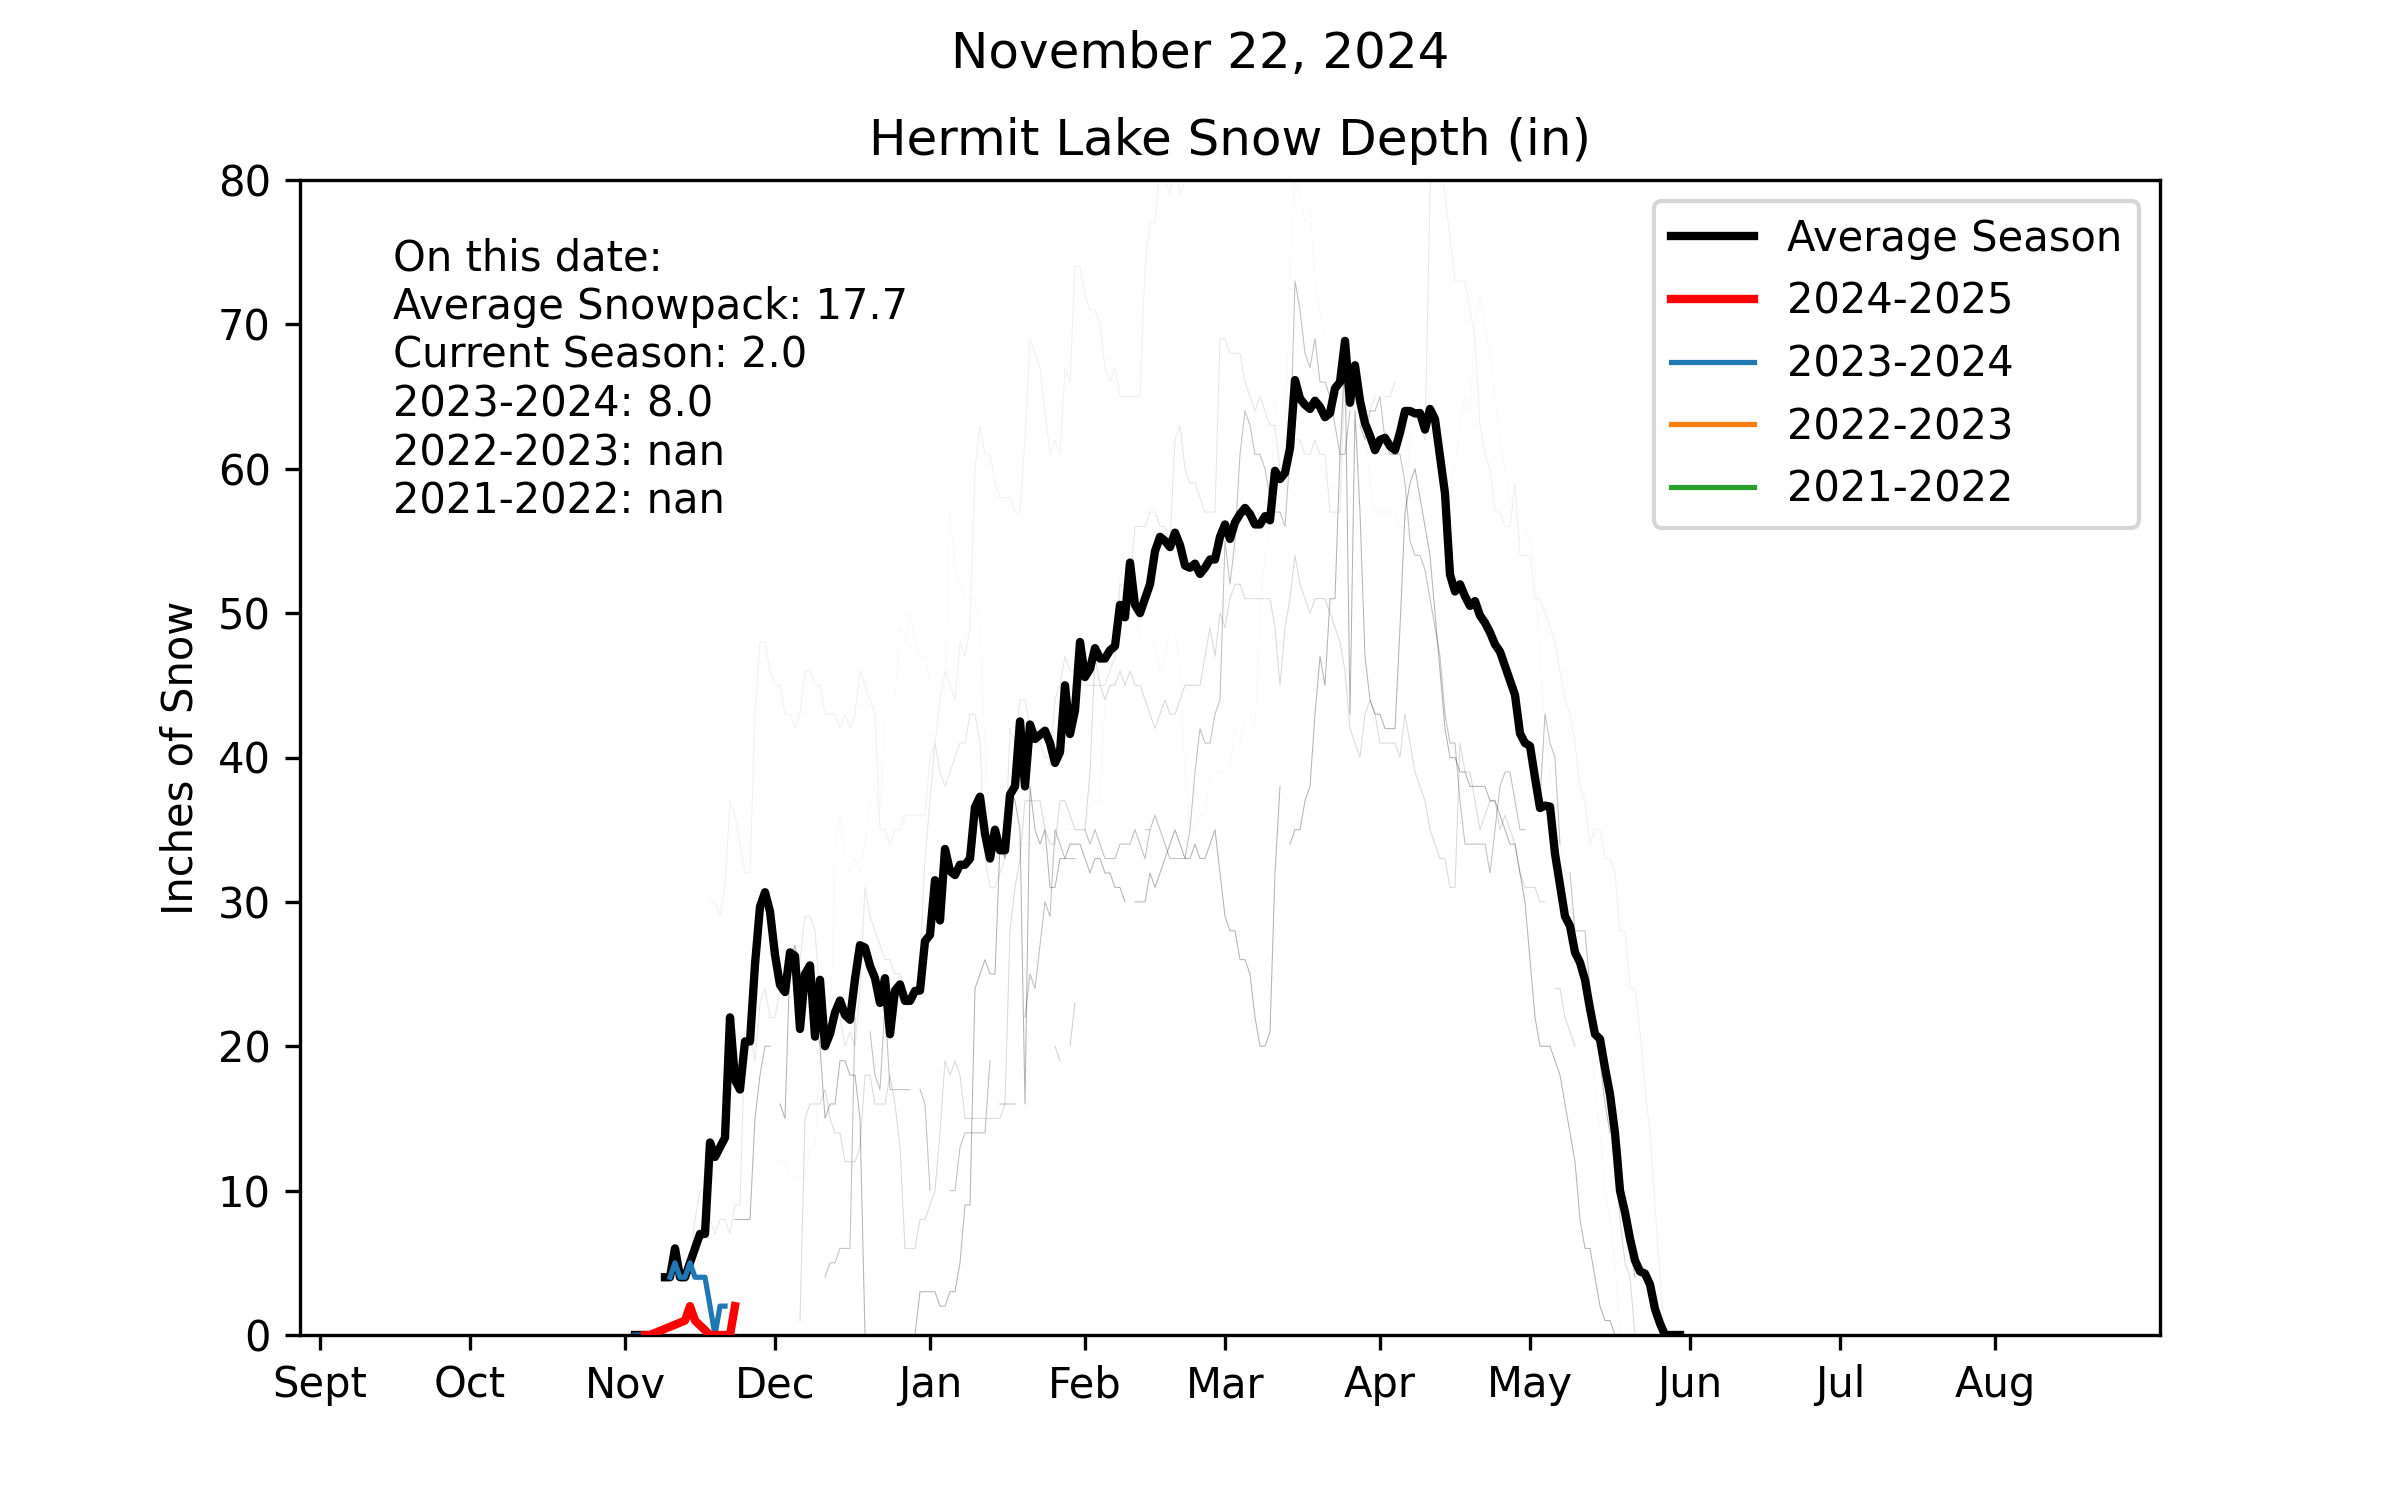 November 22, 2024
Hermit Lake Snow Depth (in)
80
70
60
50
40
30
20
10
0
Inches of Snow
On this date:
Average Snowpack: 17.7
Current Season: 2.0
2023-2024: 8.0
2022-2023: nan
2021-2022: nan
Average Season
2024-2025
2023-2024
2022-2023
2021-2022
Sept Oct Nov Dec Jan Feb Mar Apr May Jun Jul Aug